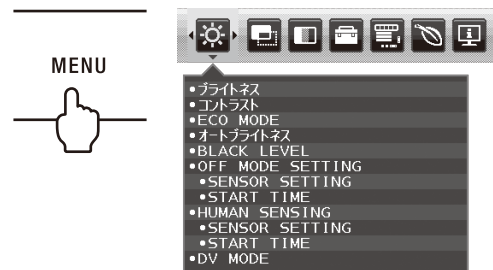 MENU
•ブライトネス
•コントラスト
•ECO MODE
•オートブライトネス
•BLACK LEVEL
•OFF MODE SETTING
•SENSOR SETTING
•START TIME
•HUMAN SENSING
•SENSOR SETTING
•START TIME
•DV MODE